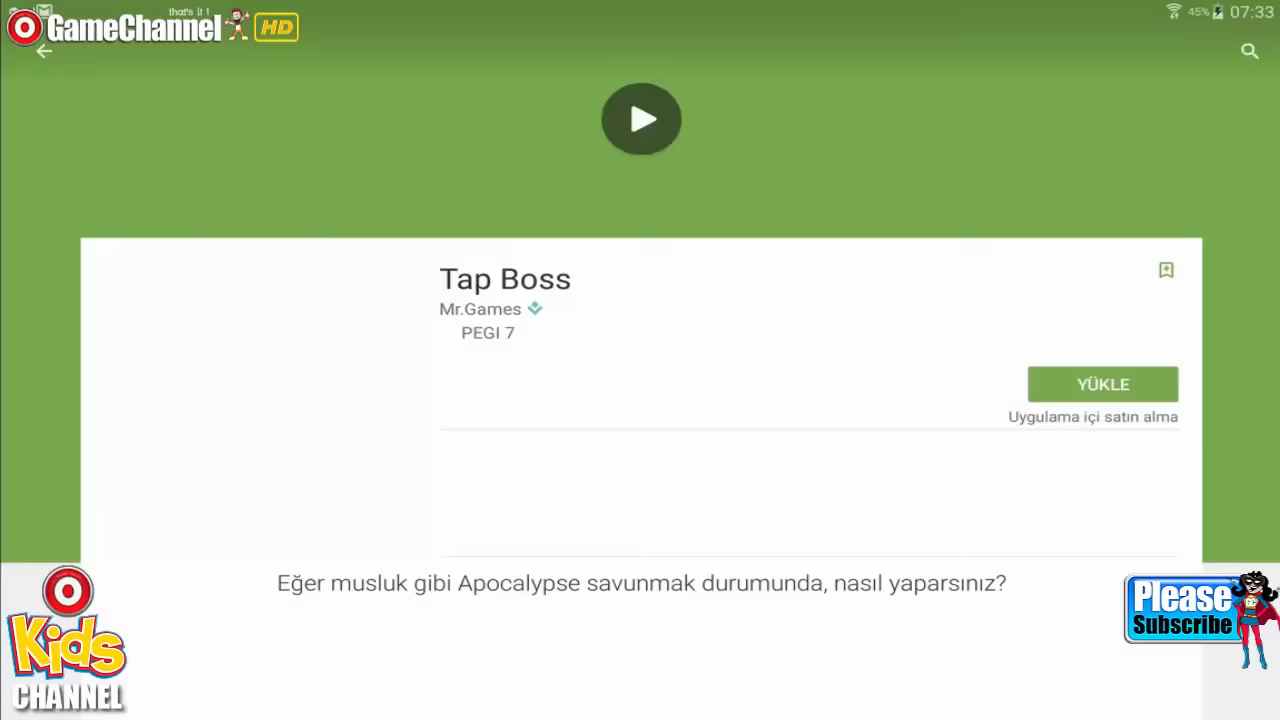 that's it !
GameChannel HD
45% 07:33
Tap Boss
Mr.Games
PEGI 7
YÜKLE
Uygulama içi satın alma
Eğer musluk gibi Apocalypse savunmak durumunda, nasıl yaparsınız?
Kids
CHANNEL
Please
Subscribe